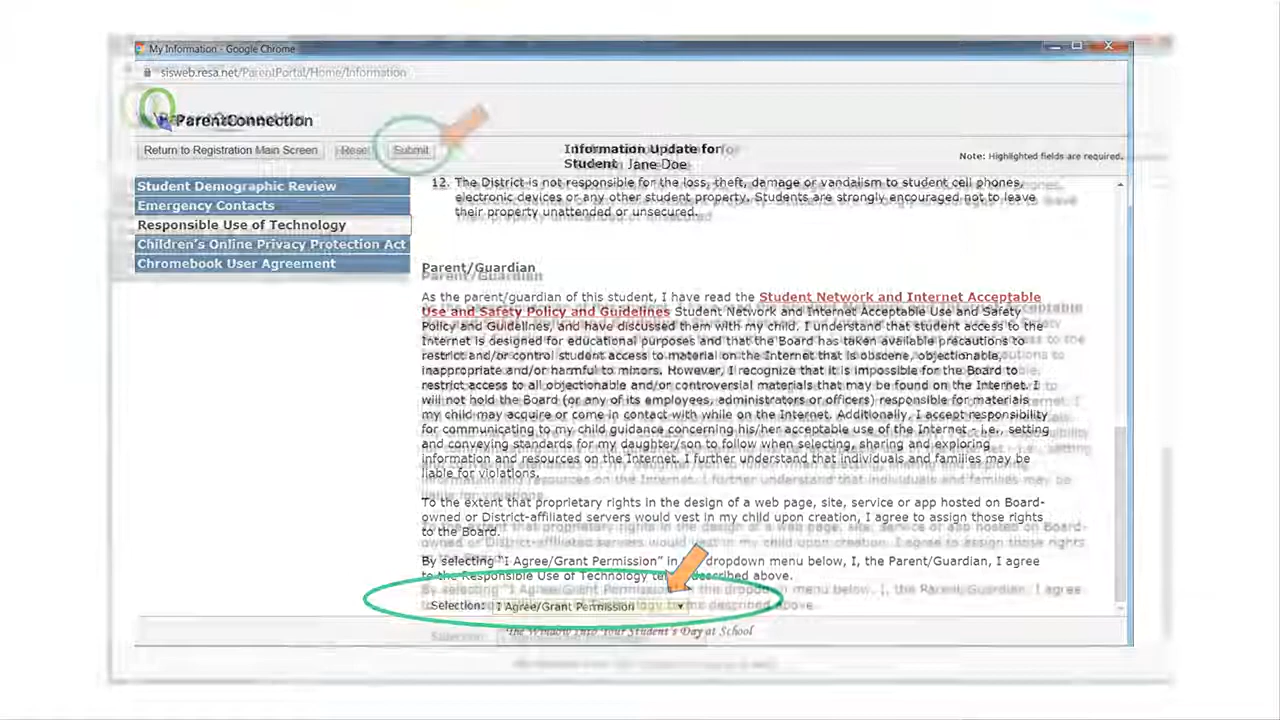 My Information - Google Chrome
sisweb.resa.net/ParentPortal/Home/Information
ParentConnection
Return to Registration Main Screen Reset Submit
Information Update for
Student Jane Doe
Note: Highlighted fields are required.
Student Demographic Review
Emergency Contacts
Responsible Use of Technology
Children's Online Privacy Protection Act
Chromebook User Agreement
12. The District is not responsible for the loss, theft, damage or vandalism to student cell phones,
electronic devices or any other student property. Students are strongly encouraged not to leave
their property unattended or unsecured.
Parent/Guardian
As the parent/guardian of this student, I have read the Student Network and Internet Acceptable
Use and Safety Policy and Guidelines Student Network and Internet Acceptable Use and Safety
Policy and Guidelines, and have discussed them with my child. I understand that student access to the
Internet is designed for educational purposes and that the Board has taken available precautions to
restrict and/or control student access to material on the Internet that is obscene, objectionable,
inappropriate and/or harmful to minors. However, I recognize that it is impossible for the Board to
restrict access to all objectionable and/or controversial materials that may be found on the Internet. I
will not hold the Board (or any of its employees, administrators or officers) responsible for materials
my child may acquire or come in contact with while on the Internet. Additionally, I accept responsibility
for communicating to my child guidance concerning his/her acceptable use of the Internet - i.e., setting
and conveying standards for my daughter/son to follow when selecting, sharing and exploring
information and resources on the Internet. I further understand that individuals and families may be
liable for violations.
To the extent that proprietary rights in the design of a web page, site, service or app hosted on Board-
owned or District-affiliated servers would vest in my child upon creation, I agree to assign those rights
to the Board.
By selecting "I Agree/Grant Permission" in dropdown menu below, I, the Parent/Guardian, I agree
to the Responsible Use of Technology described above.
Selection: I Agree/Grant Permission
The Window Into Your Student's Day at School